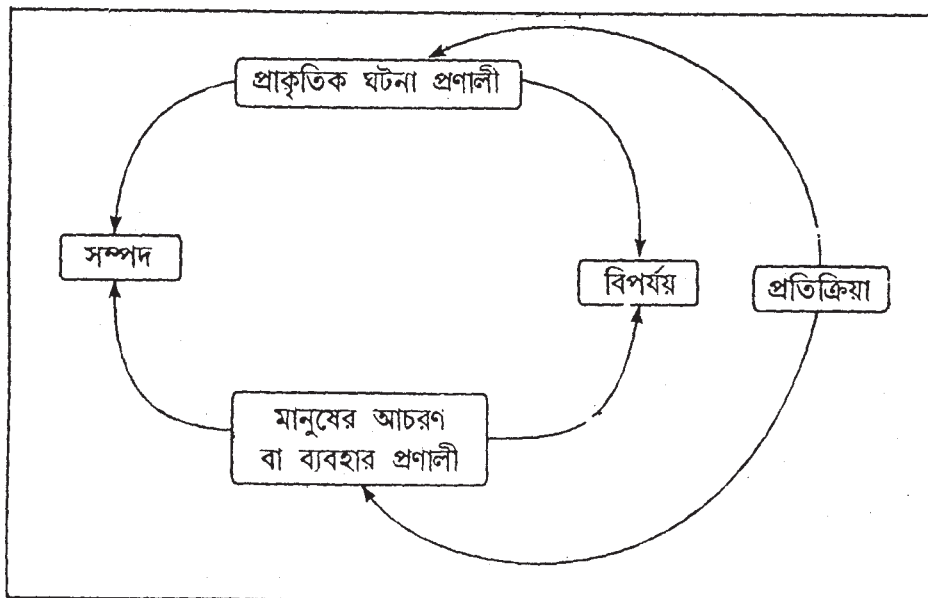 প্রাকৃতিক ঘটনা প্রণালী
সম্পদ
বিপর্যয়
প্রতিক্রিয়া
মানুষের আচরণ
বা ব্যবহার প্রণালী